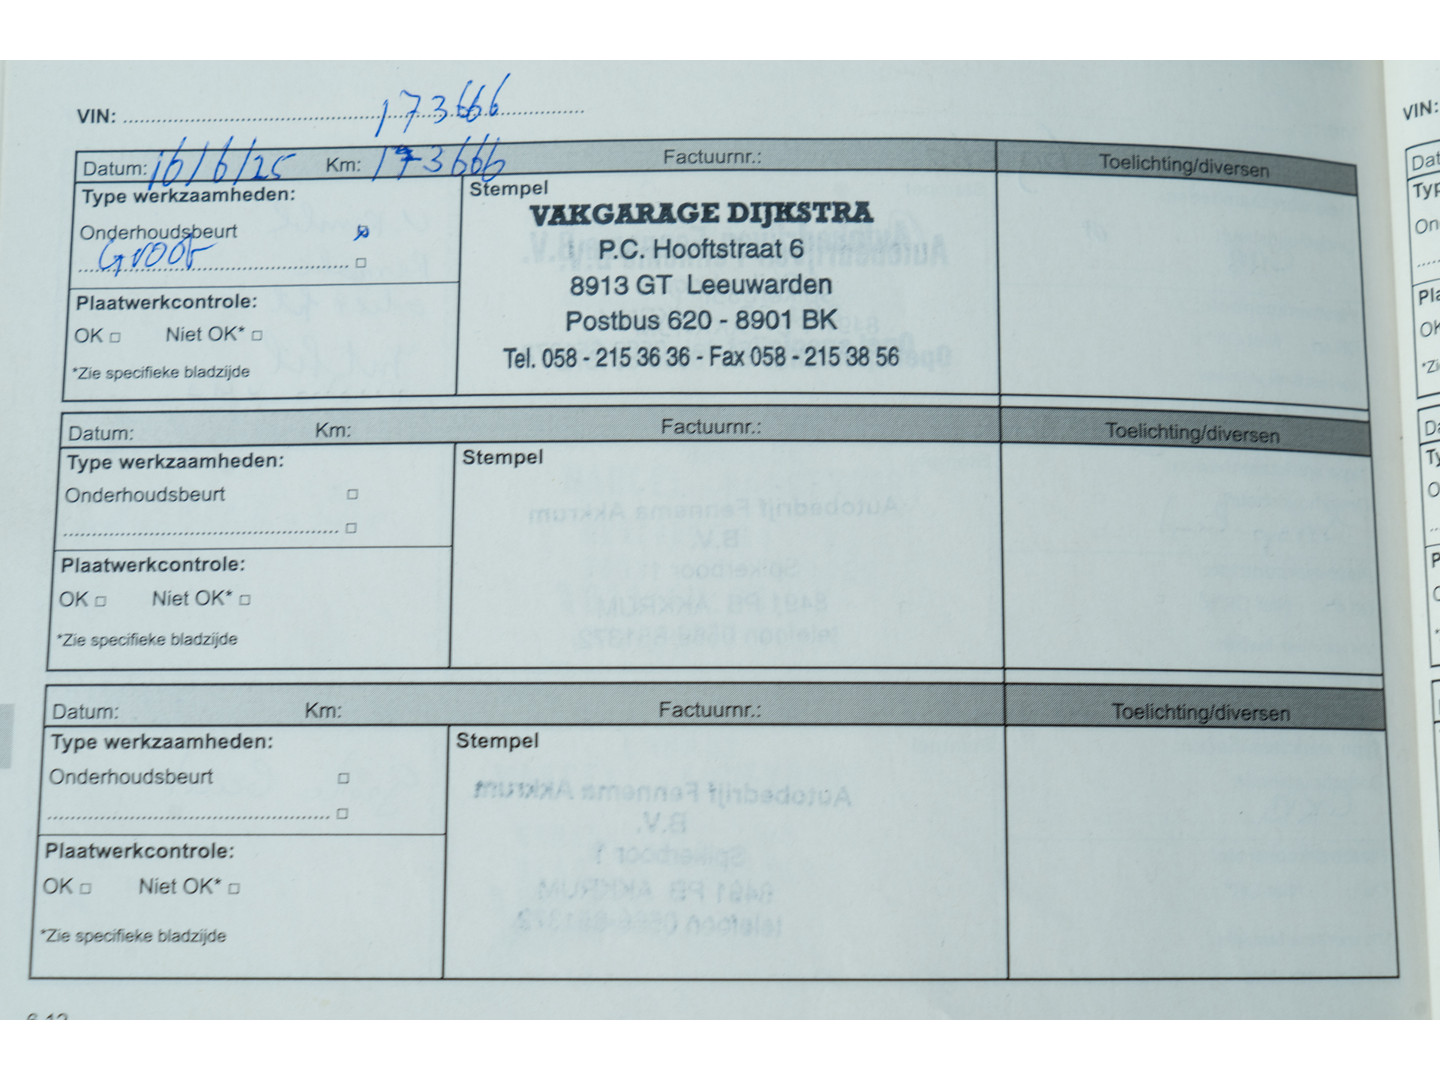 VIN: 173666
Datum: 16/6/25 Km: 173666 Factuurnr.: Toelichting/diversen
Type werkzaamheden:
Onderhoudsbeurt
Groot
Plaatwerkcontrole:
OK Niet OK*
*Zie specifieke bladzijde
Stempel
VAKGARAGE DIJKSTRA
P.C. Hooftstraat 6
8913 GT Leeuwarden
Postbus 620 - 8901 BK
Tel. 058 - 215 36 36 - Fax 058 - 215 38 56
Datum: Km: Factuurnr.: Toelichting/diversen
Type werkzaamheden:
Onderhoudsbeurt
Plaatwerkcontrole:
OK Niet OK*
*Zie specifieke bladzijde
Stempel
Datum: Km: Factuurnr.: Toelichting/diversen
Type werkzaamheden:
Onderhoudsbeurt
Plaatwerkcontrole:
OK Niet OK*
*Zie specifieke bladzijde
Stempel
VIN: